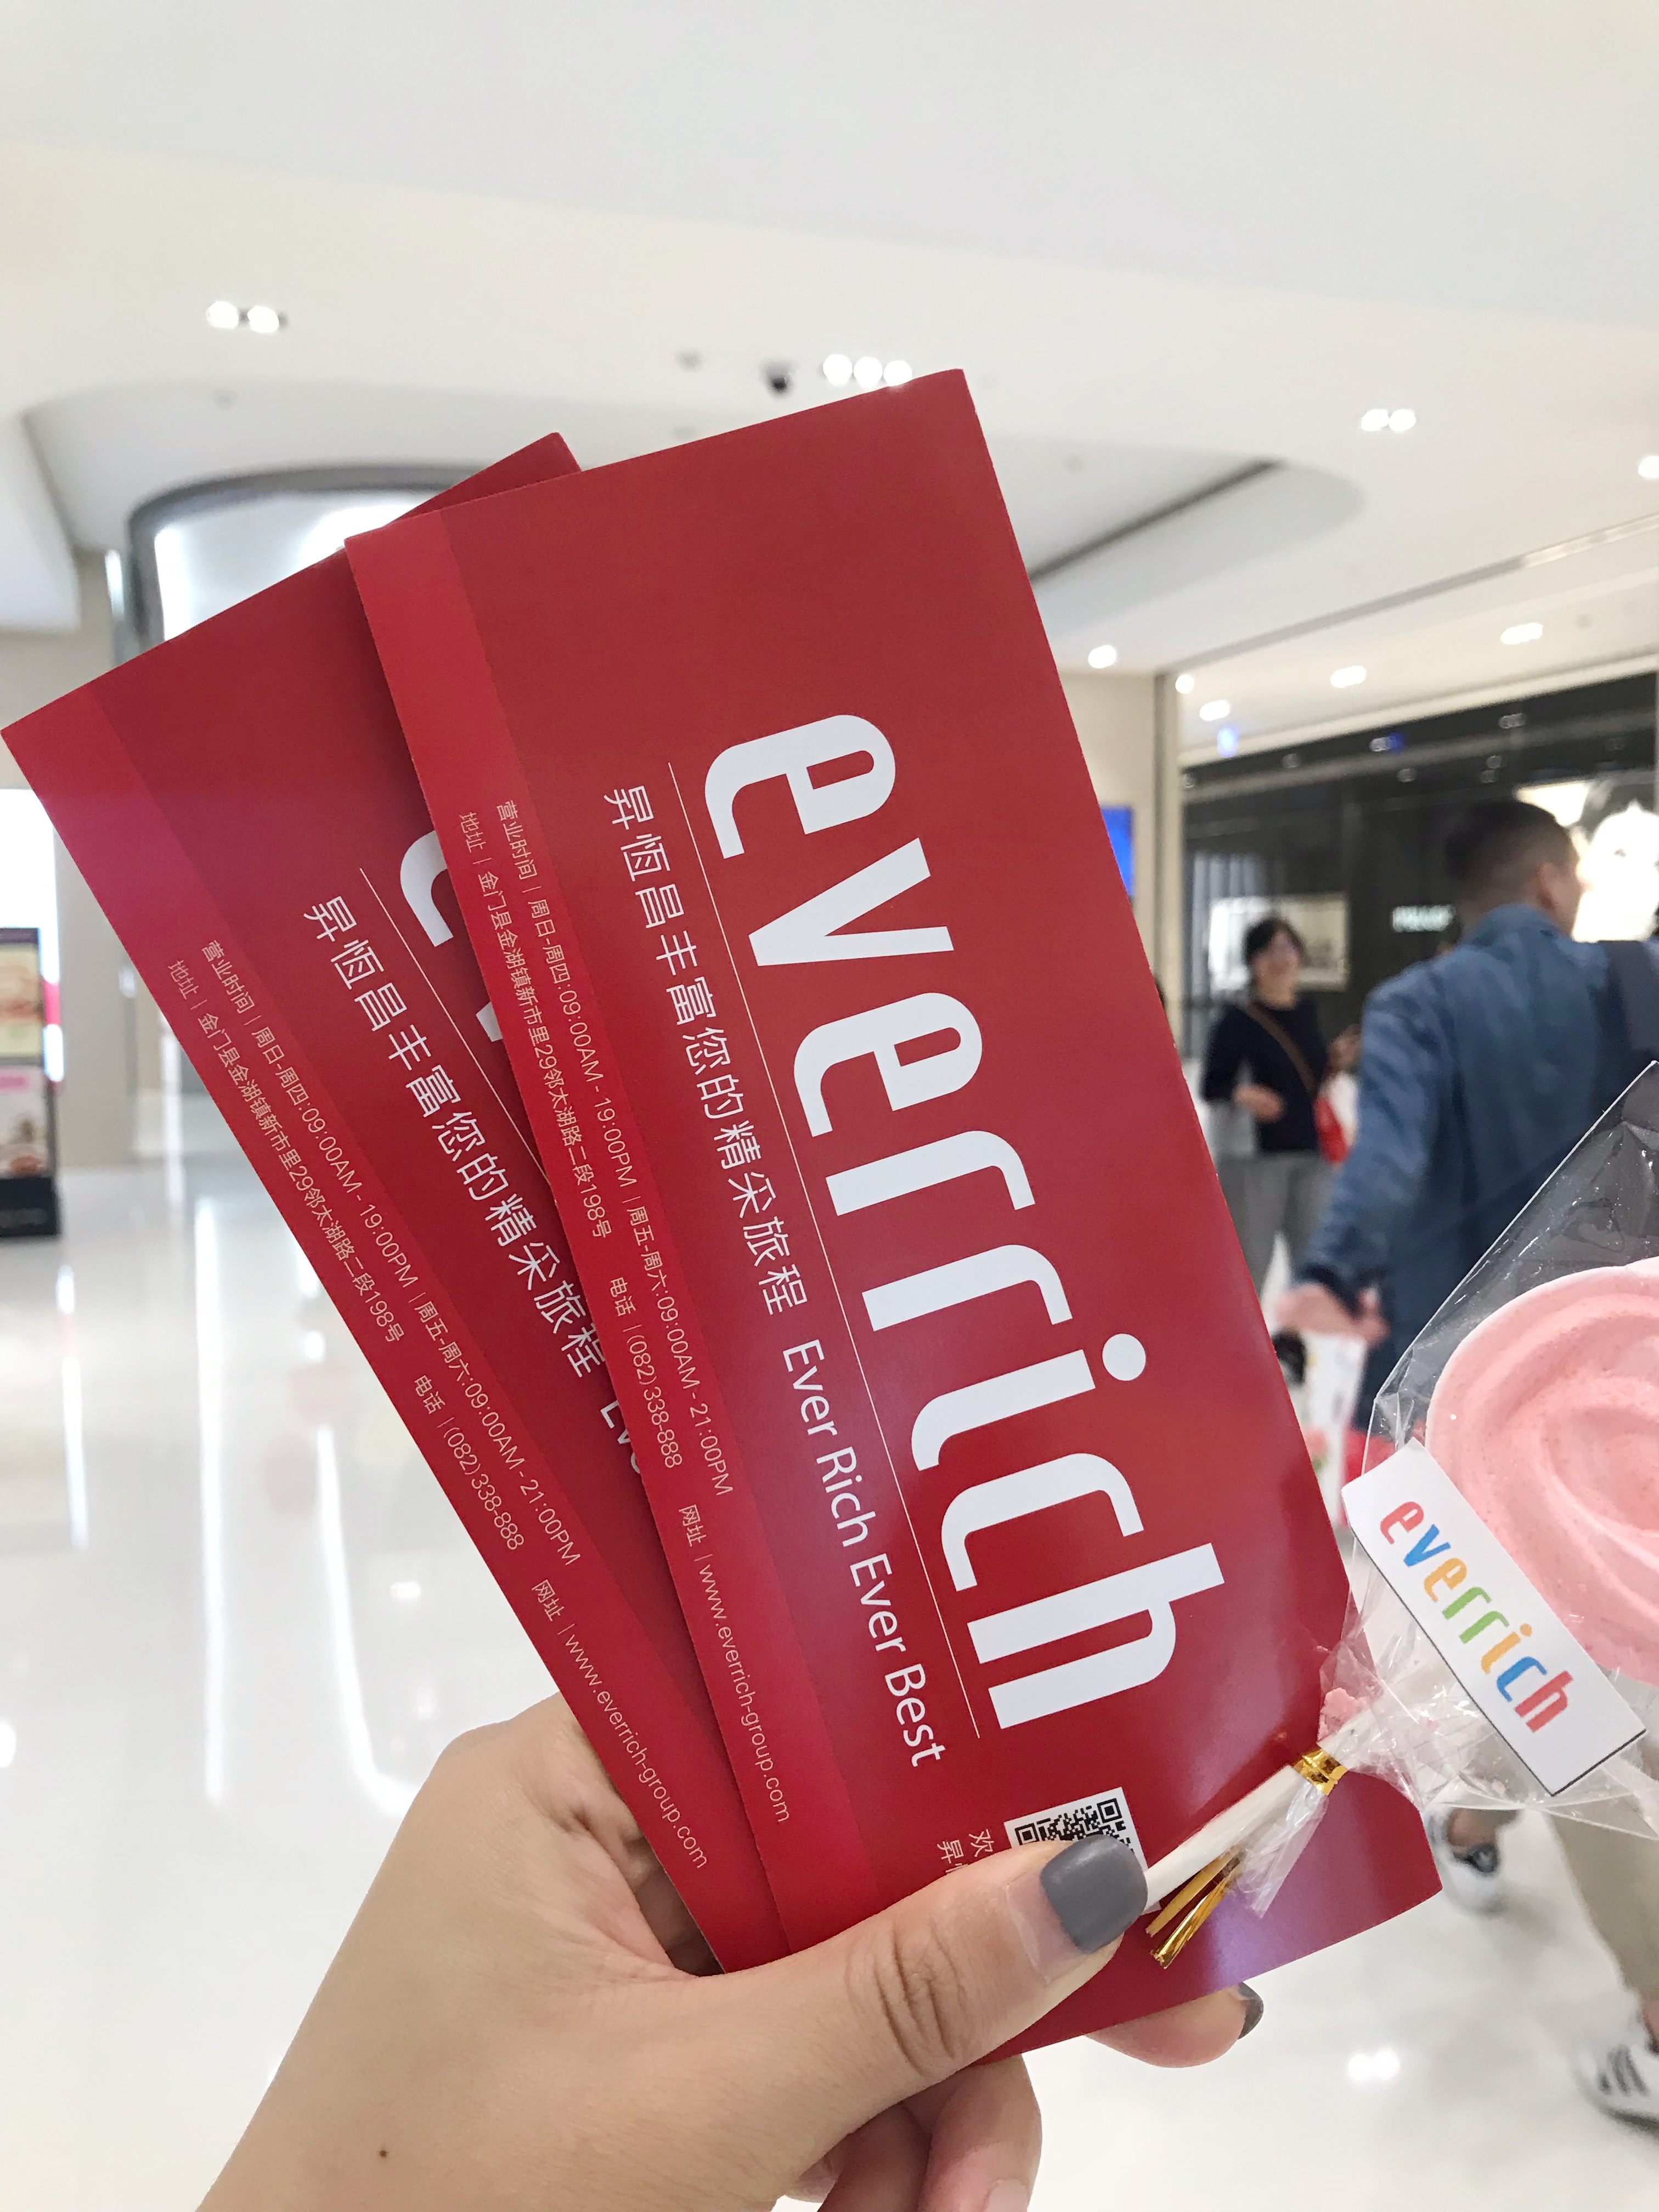 everrich
昇恆昌丰富您的精采旅程 Ever Rich Ever Best
营业时间 | 周日-周四:09:00AM - 19:00PM | 周五-周六:09:00AM - 21:00PM
地址 | 金门县金湖镇新市里29邻太湖路二段198号 电话 | (082)338-888 网址 | www.everrich-group.com
欢
昇恆
昇恆昌丰富您的精采旅程
营业时间 | 周日-周四:09:00AM - 19:00PM | 周五-周六:09:00AM - 21:00PM
地址 | 金门县金湖镇新市里29邻太湖路二段198号 电话 | (082)338-888 网址 | www.everrich-group.com
everrich